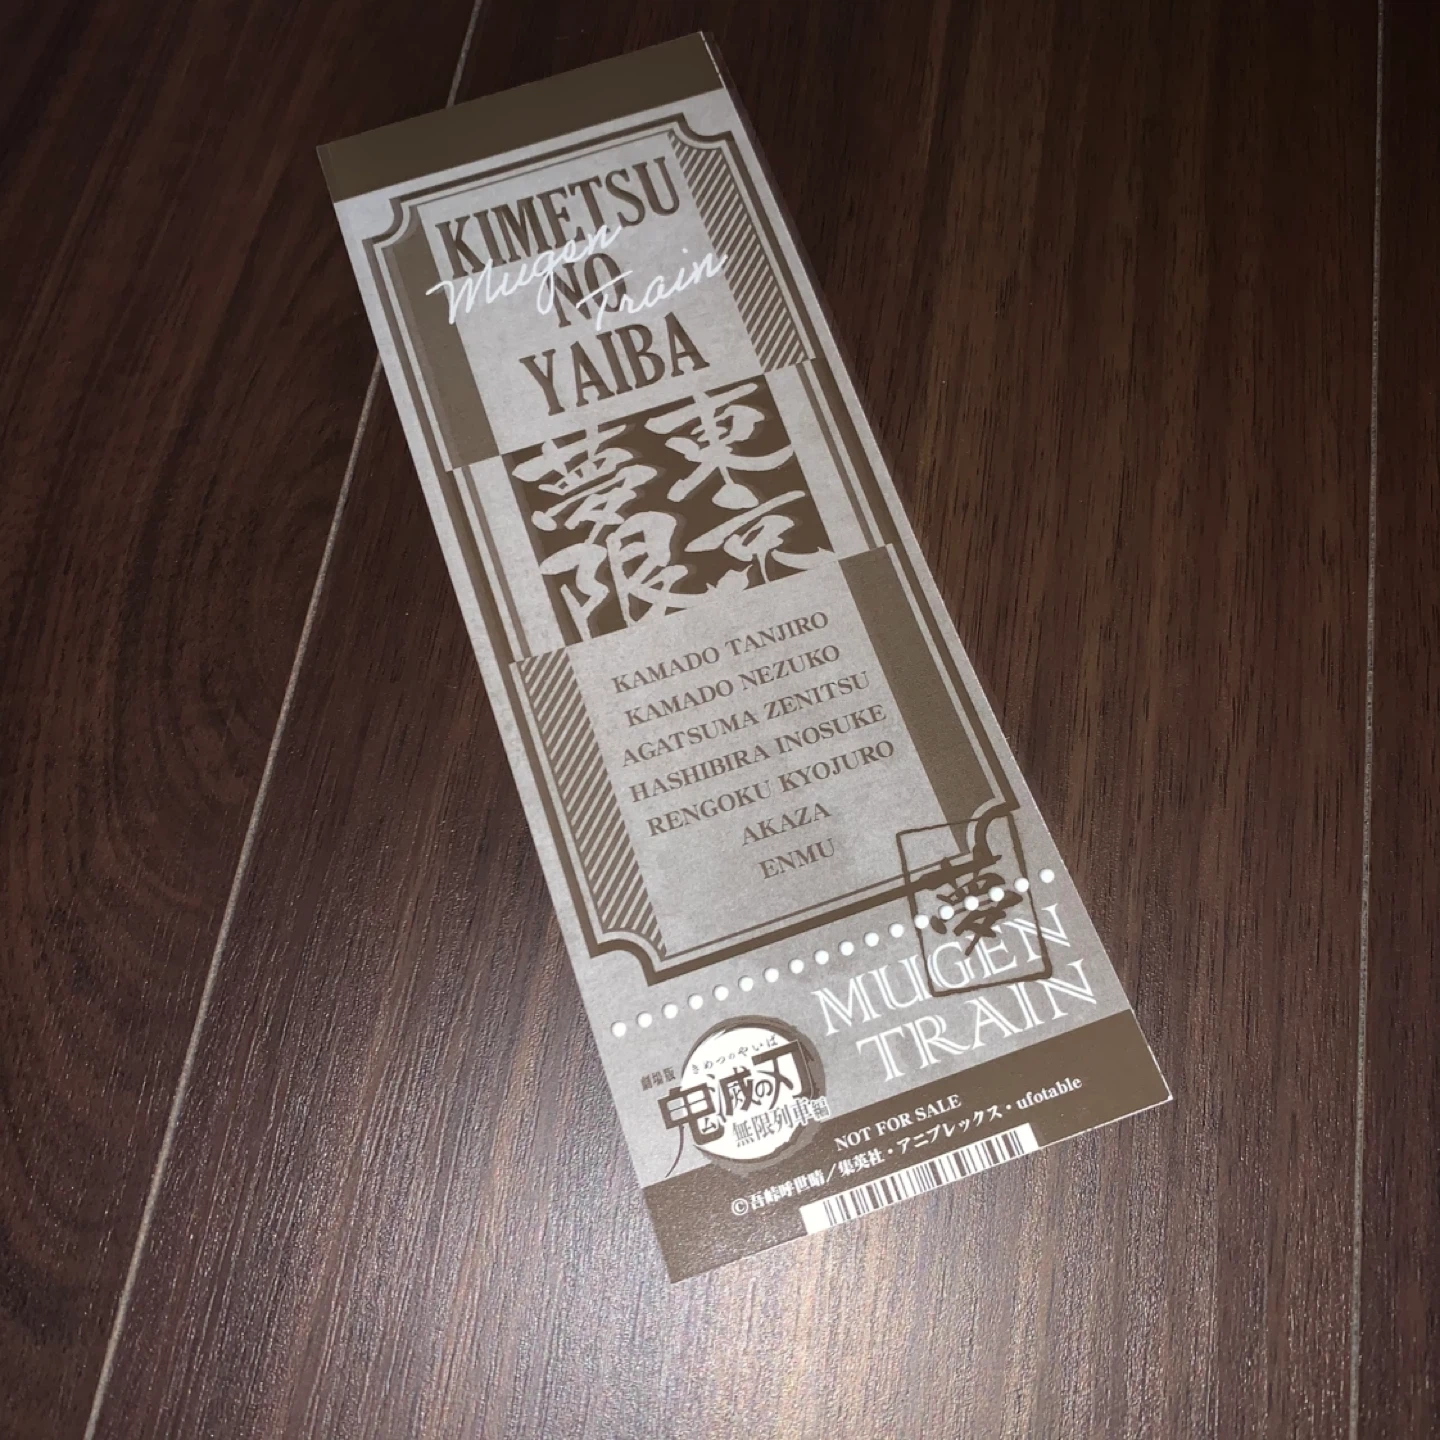 KIMETSU
NO
YAIBA
Mugen
Train
東京
夢限
KAMADO TANJIRO
KAMADO NEZUKO
AGATSUMA ZENITSU
HASHIBIRA INOSUKE
RENGOKU KYOJURO
AKAZA
ENMU
夢
MUGEN
TRAIN
劇場版
きめつのやいば
鬼滅の刃
無限列車編
NOT FOR SALE
©吾峠呼世晴/集英社・アニプレックス・ufotable